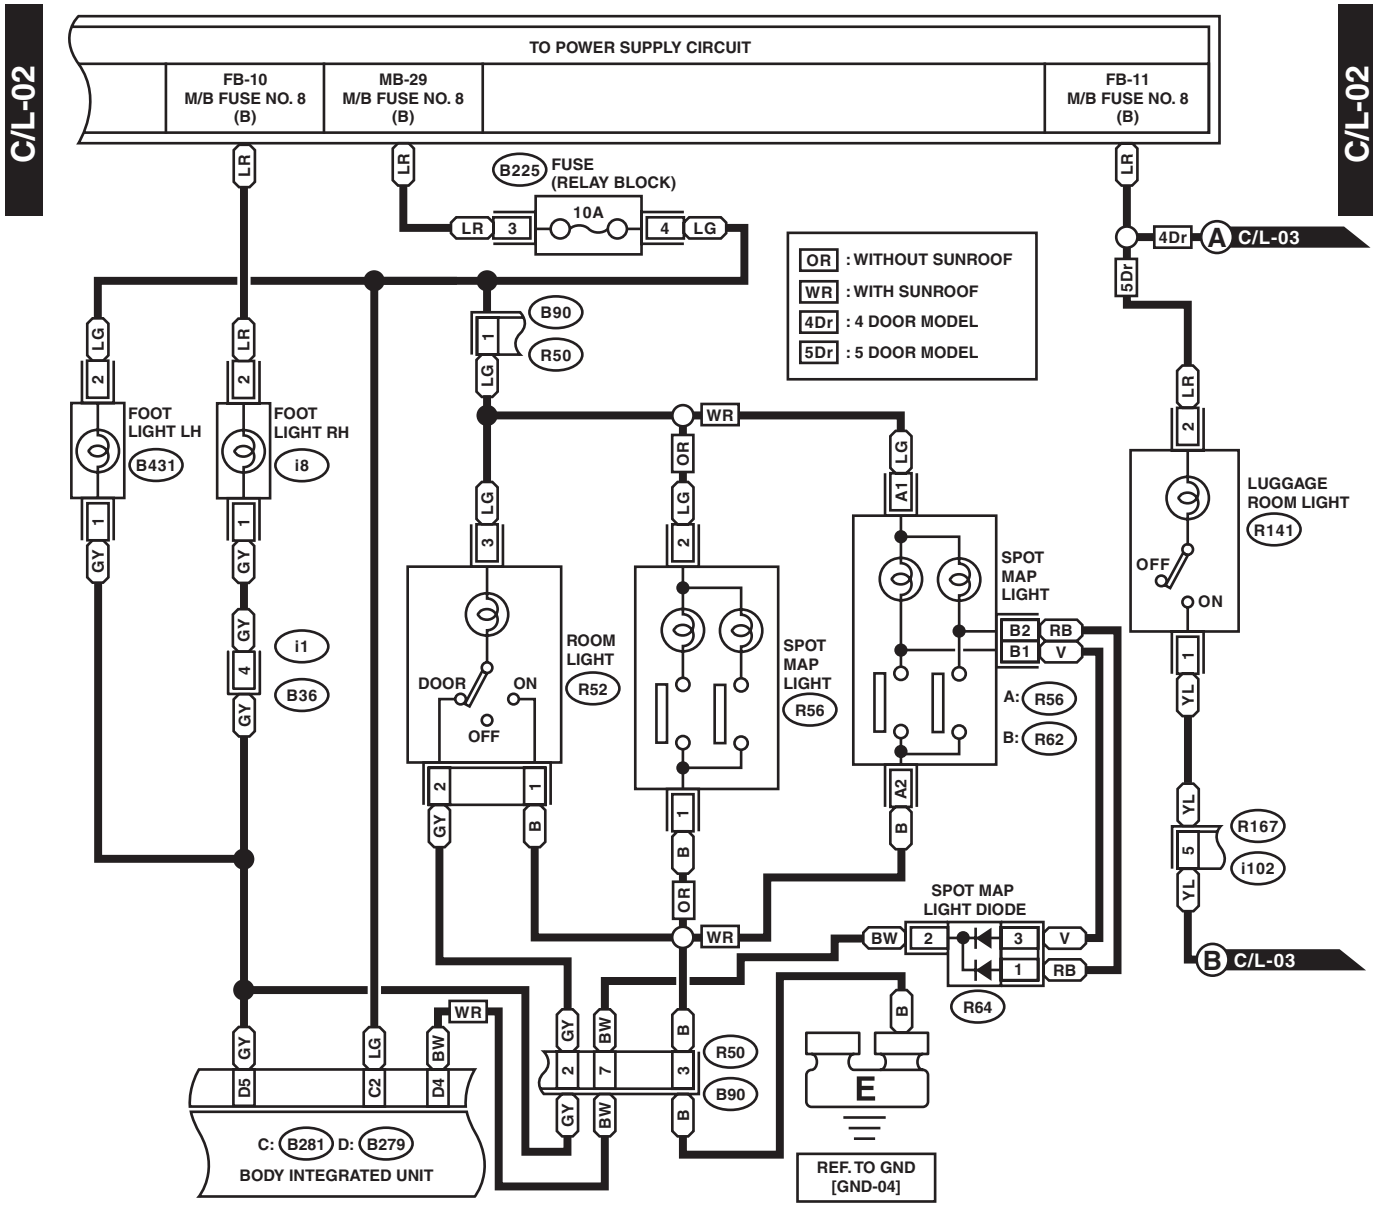 C/L-02
C/L-02
TO POWER SUPPLY CIRCUIT
FB-10
M/B FUSE NO. 8
(B)
MB-29
M/B FUSE NO. 8
(B)
FB-11
M/B FUSE NO. 8
(B)
LR
LR
LR
B225
FUSE
(RELAY BLOCK)
10A
LR
3
4
LG
4Dr
A
C/L-03
5Dr
OR : WITHOUT SUNROOF
WR : WITH SUNROOF
4Dr : 4 DOOR MODEL
5Dr : 5 DOOR MODEL
B90
1
R50
LG
LG
LR
2
2
FOOT
LIGHT LH
B431
FOOT
LIGHT RH
i8
1
1
GY
GY
GY
i1
4
B36
GY
WR
OR
LG
LG
LG
A1
3
2
LR
2
LUGGAGE
ROOM LIGHT
R141
OFF
ON
1
YL
ROOM
LIGHT
R52
DOOR
ON
OFF
2
1
GY
B
SPOT
MAP
LIGHT
R56
1
B
OR
WR
SPOT
MAP
LIGHT
B2
RB
B1
V
A: R56
B: R62
A2
B
YL
R167
5
i102
YL
B
C/L-03
SPOT MAP
LIGHT DIODE
BW
2
3
V
1
RB
R64
WR
GY
LG
BW
D5
C2
D4
C: B281 D: B279
BODY INTEGRATED UNIT
GY
BW
B
2
7
3
R50
B90
GY
BW
B
B
E
REF. TO GND
[GND-04]